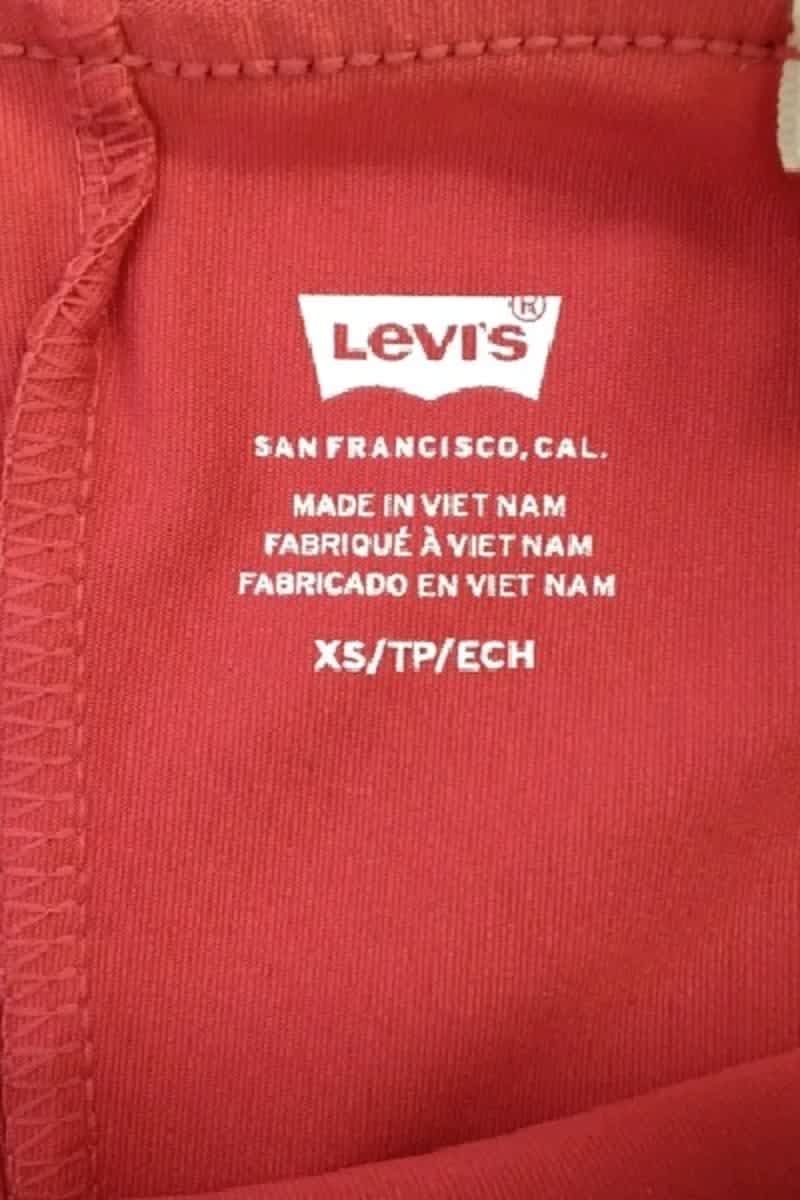 LEVI'S ®
SAN FRANCISCO, CAL.
MADE IN VIET NAM
FABRIQUÉ À VIET NAM
FABRICADO EN VIET NAM
XS/TP/ECH